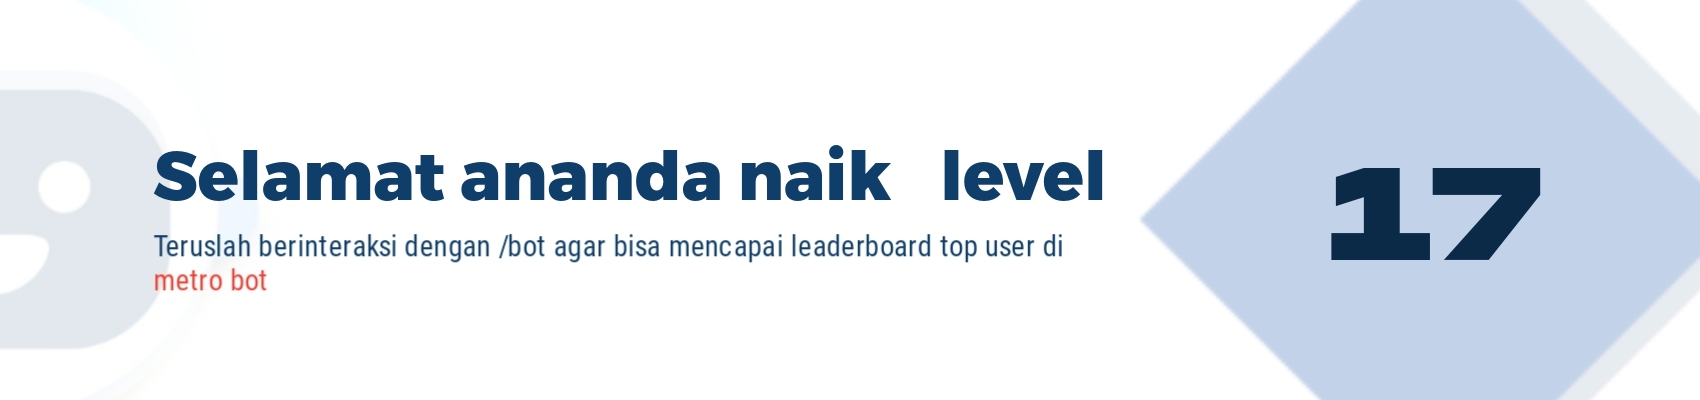 Selamat ananda naik level
17
Teruslah berinteraksi dengan /bot agar bisa mencapai leaderboard top user di
metro bot